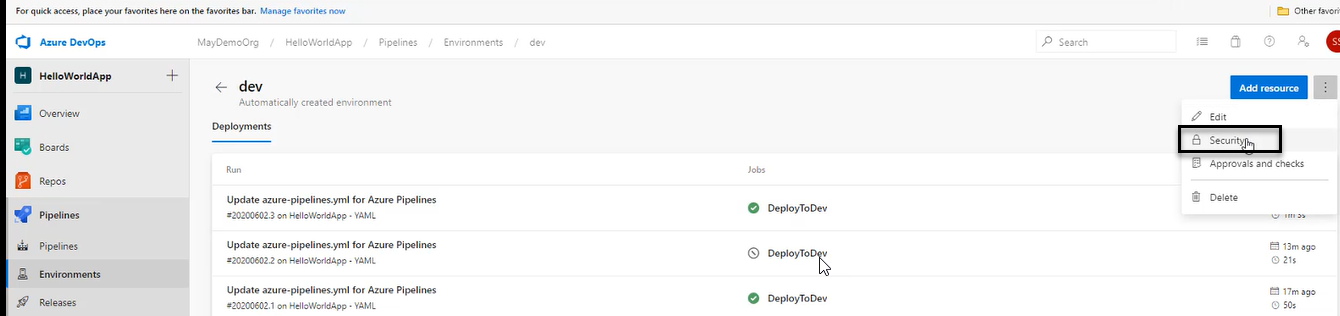 For quick access, place your favorites here on the favorites bar. Manage favorites now
Other favori
Azure DevOps
MayDemoOrg / HelloWorldApp / Pipelines / Environments / dev
Search
SS
H HelloWorldApp
Overview
Boards
Repos
Pipelines
Pipelines
Environments
Releases
dev
Automatically created environment
Add resource
Edit
Security
Approvals and checks
Delete
Deployments
Run Jobs
Update azure-pipelines.yml for Azure Pipelines
#20200602.3 on HelloWorldApp - YAML
DeployToDev
1m 3s
Update azure-pipelines.yml for Azure Pipelines
#20200602.2 on HelloWorldApp - YAML
DeployToDev
13m ago
21s
Update azure-pipelines.yml for Azure Pipelines
#20200602.1 on HelloWorldApp - YAML
DeployToDev
17m ago
50s